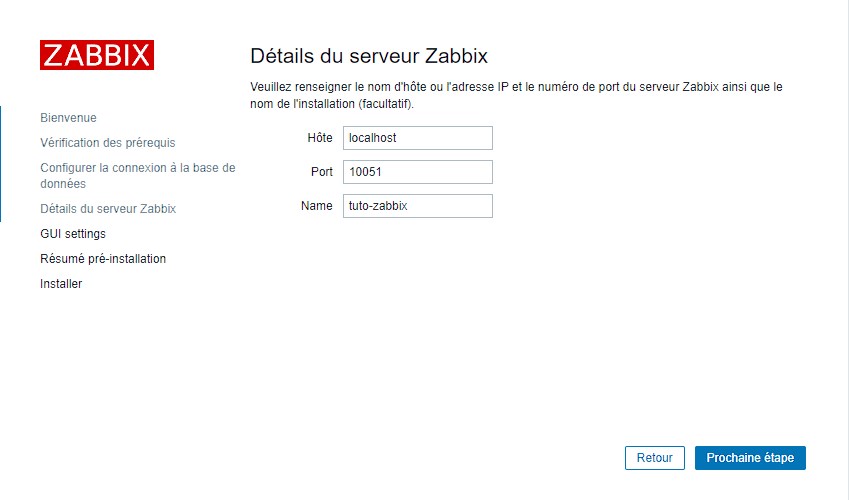 ZABBIX
Bienvenue
Vérification des prérequis
Configurer la connexion à la base de
données
Détails du serveur Zabbix
GUI settings
Résumé pré-installation
Installer
Détails du serveur Zabbix
Veuillez renseigner le nom d'hôte ou l'adresse IP et le numéro de port du serveur Zabbix ainsi que le
nom de l'installation (facultatif).
Hôte localhost
Port 10051
Name tuto-zabbix
Retour Prochaine étape